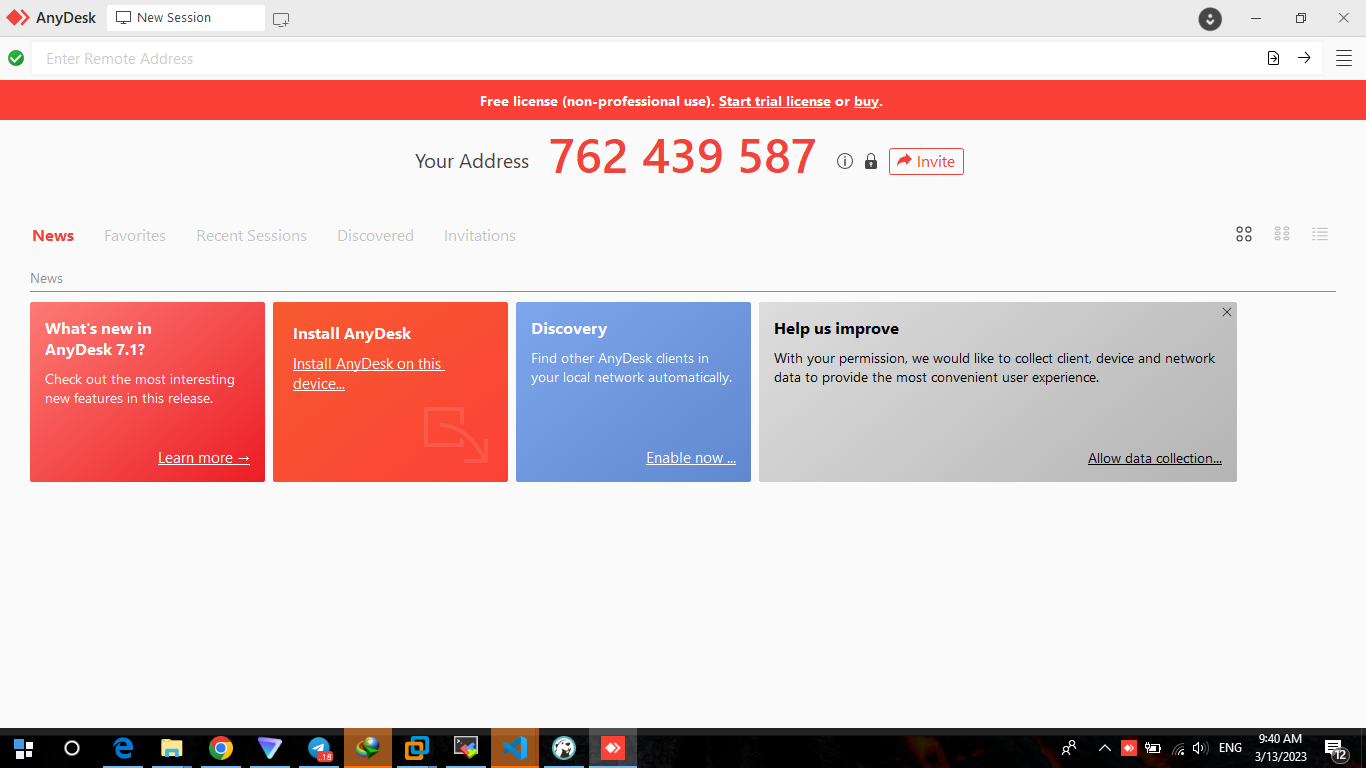 AnyDesk
New Session
Enter Remote Address
Free license (non-professional use). Start trial license or buy.
Your Address
762 439 587
Invite
News
Favorites
Recent Sessions
Discovered
Invitations
News
What's new in
AnyDesk 7.1?
Check out the most interesting
new features in this release.
Learn more →
Install AnyDesk
Install AnyDesk on this
device...
Discovery
Find other AnyDesk clients in
your local network automatically.
Enable now ...
Help us improve
With your permission, we would like to collect client, device and network
data to provide the most convenient user experience.
Allow data collection...
18
ENG
9:40 AM
3/13/2023
12